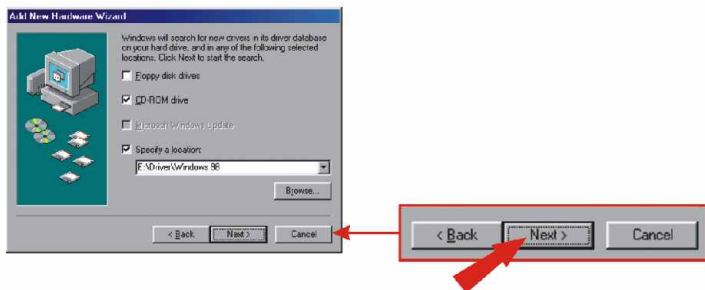 Add New Hardware Wizard
Windows will search for new drivers in its driver database
on your hard drive, and in any of the following selected
locations. Click Next to start the search.
Floppy disk drives
CD-ROM drive
Microsoft Windows Update
Specify a location:
E:\Driver\Windows 98
Browse...
< Back
Next >
Cancel
< Back
Next >
Cancel